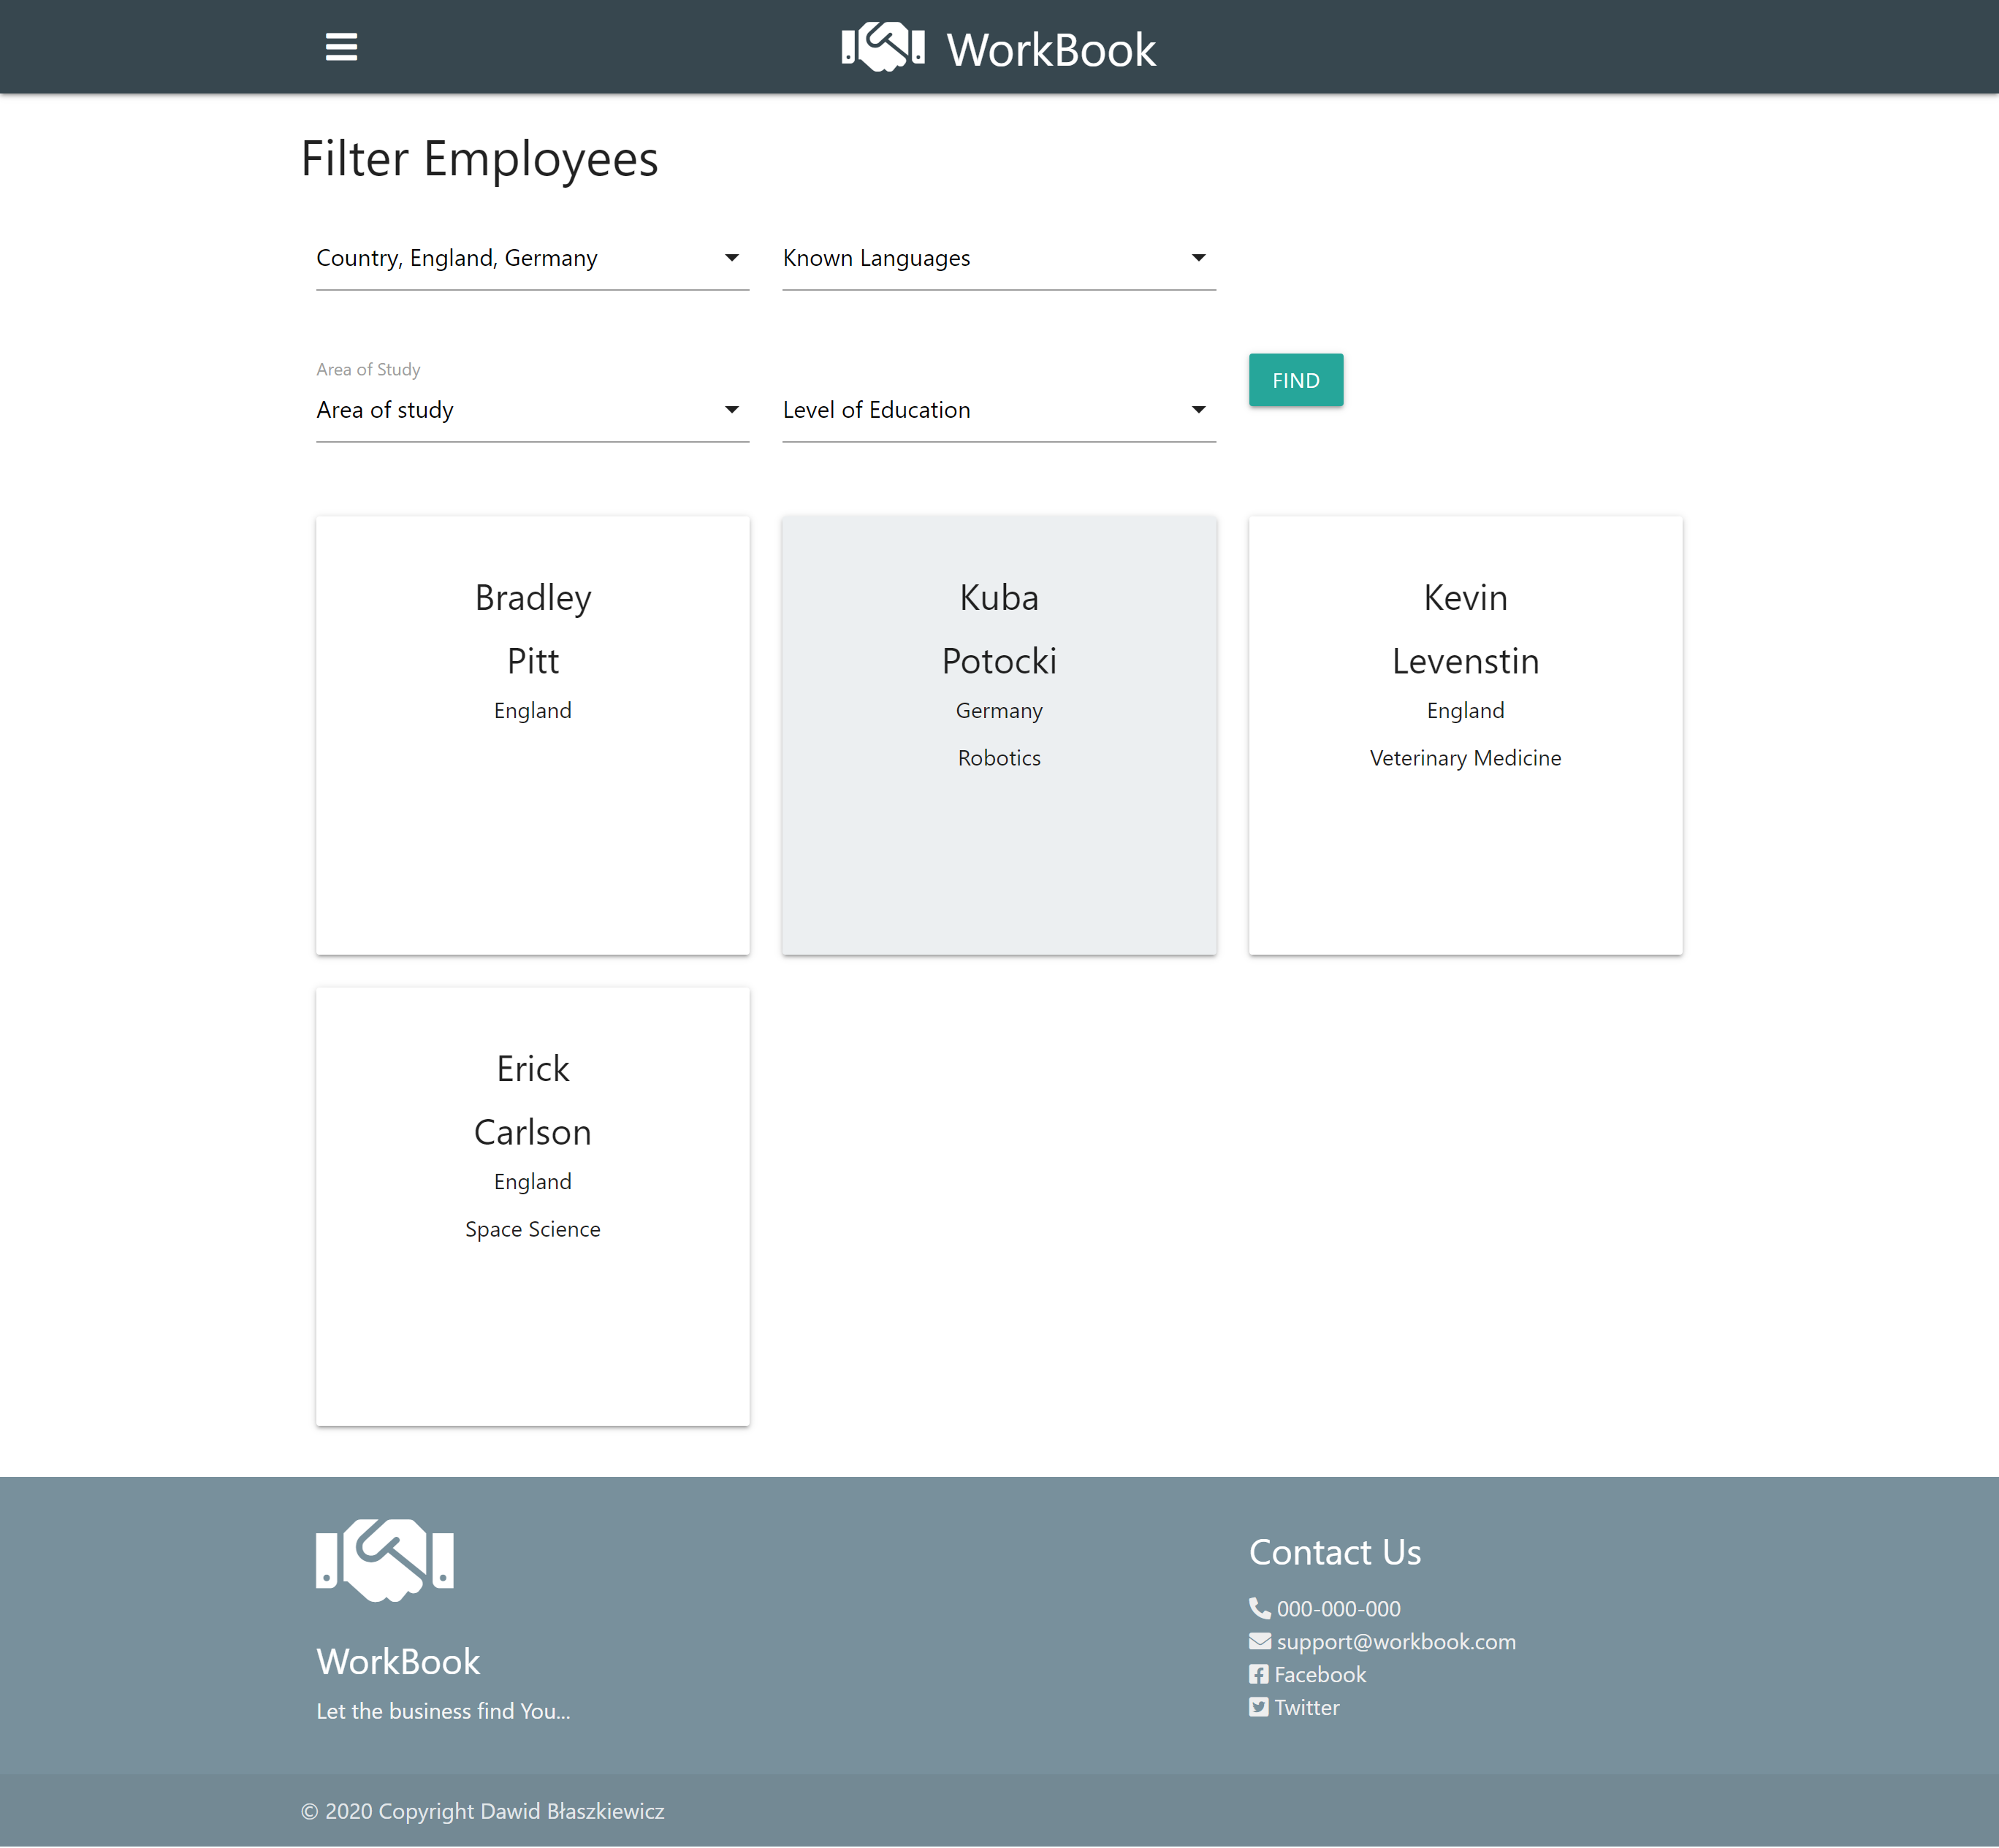 WorkBook
Filter Employees
Country, England, Germany
Known Languages
Area of Study
Area of study
Level of Education
FIND
Bradley
Pitt
England
Kuba
Potocki
Germany
Robotics
Kevin
Levenstin
England
Veterinary Medicine
Erick
Carlson
England
Space Science
WorkBook
Let the business find You...
Contact Us
000-000-000
support@workbook.com
Facebook
Twitter
© 2020 Copyright Dawid Błaszkiewicz